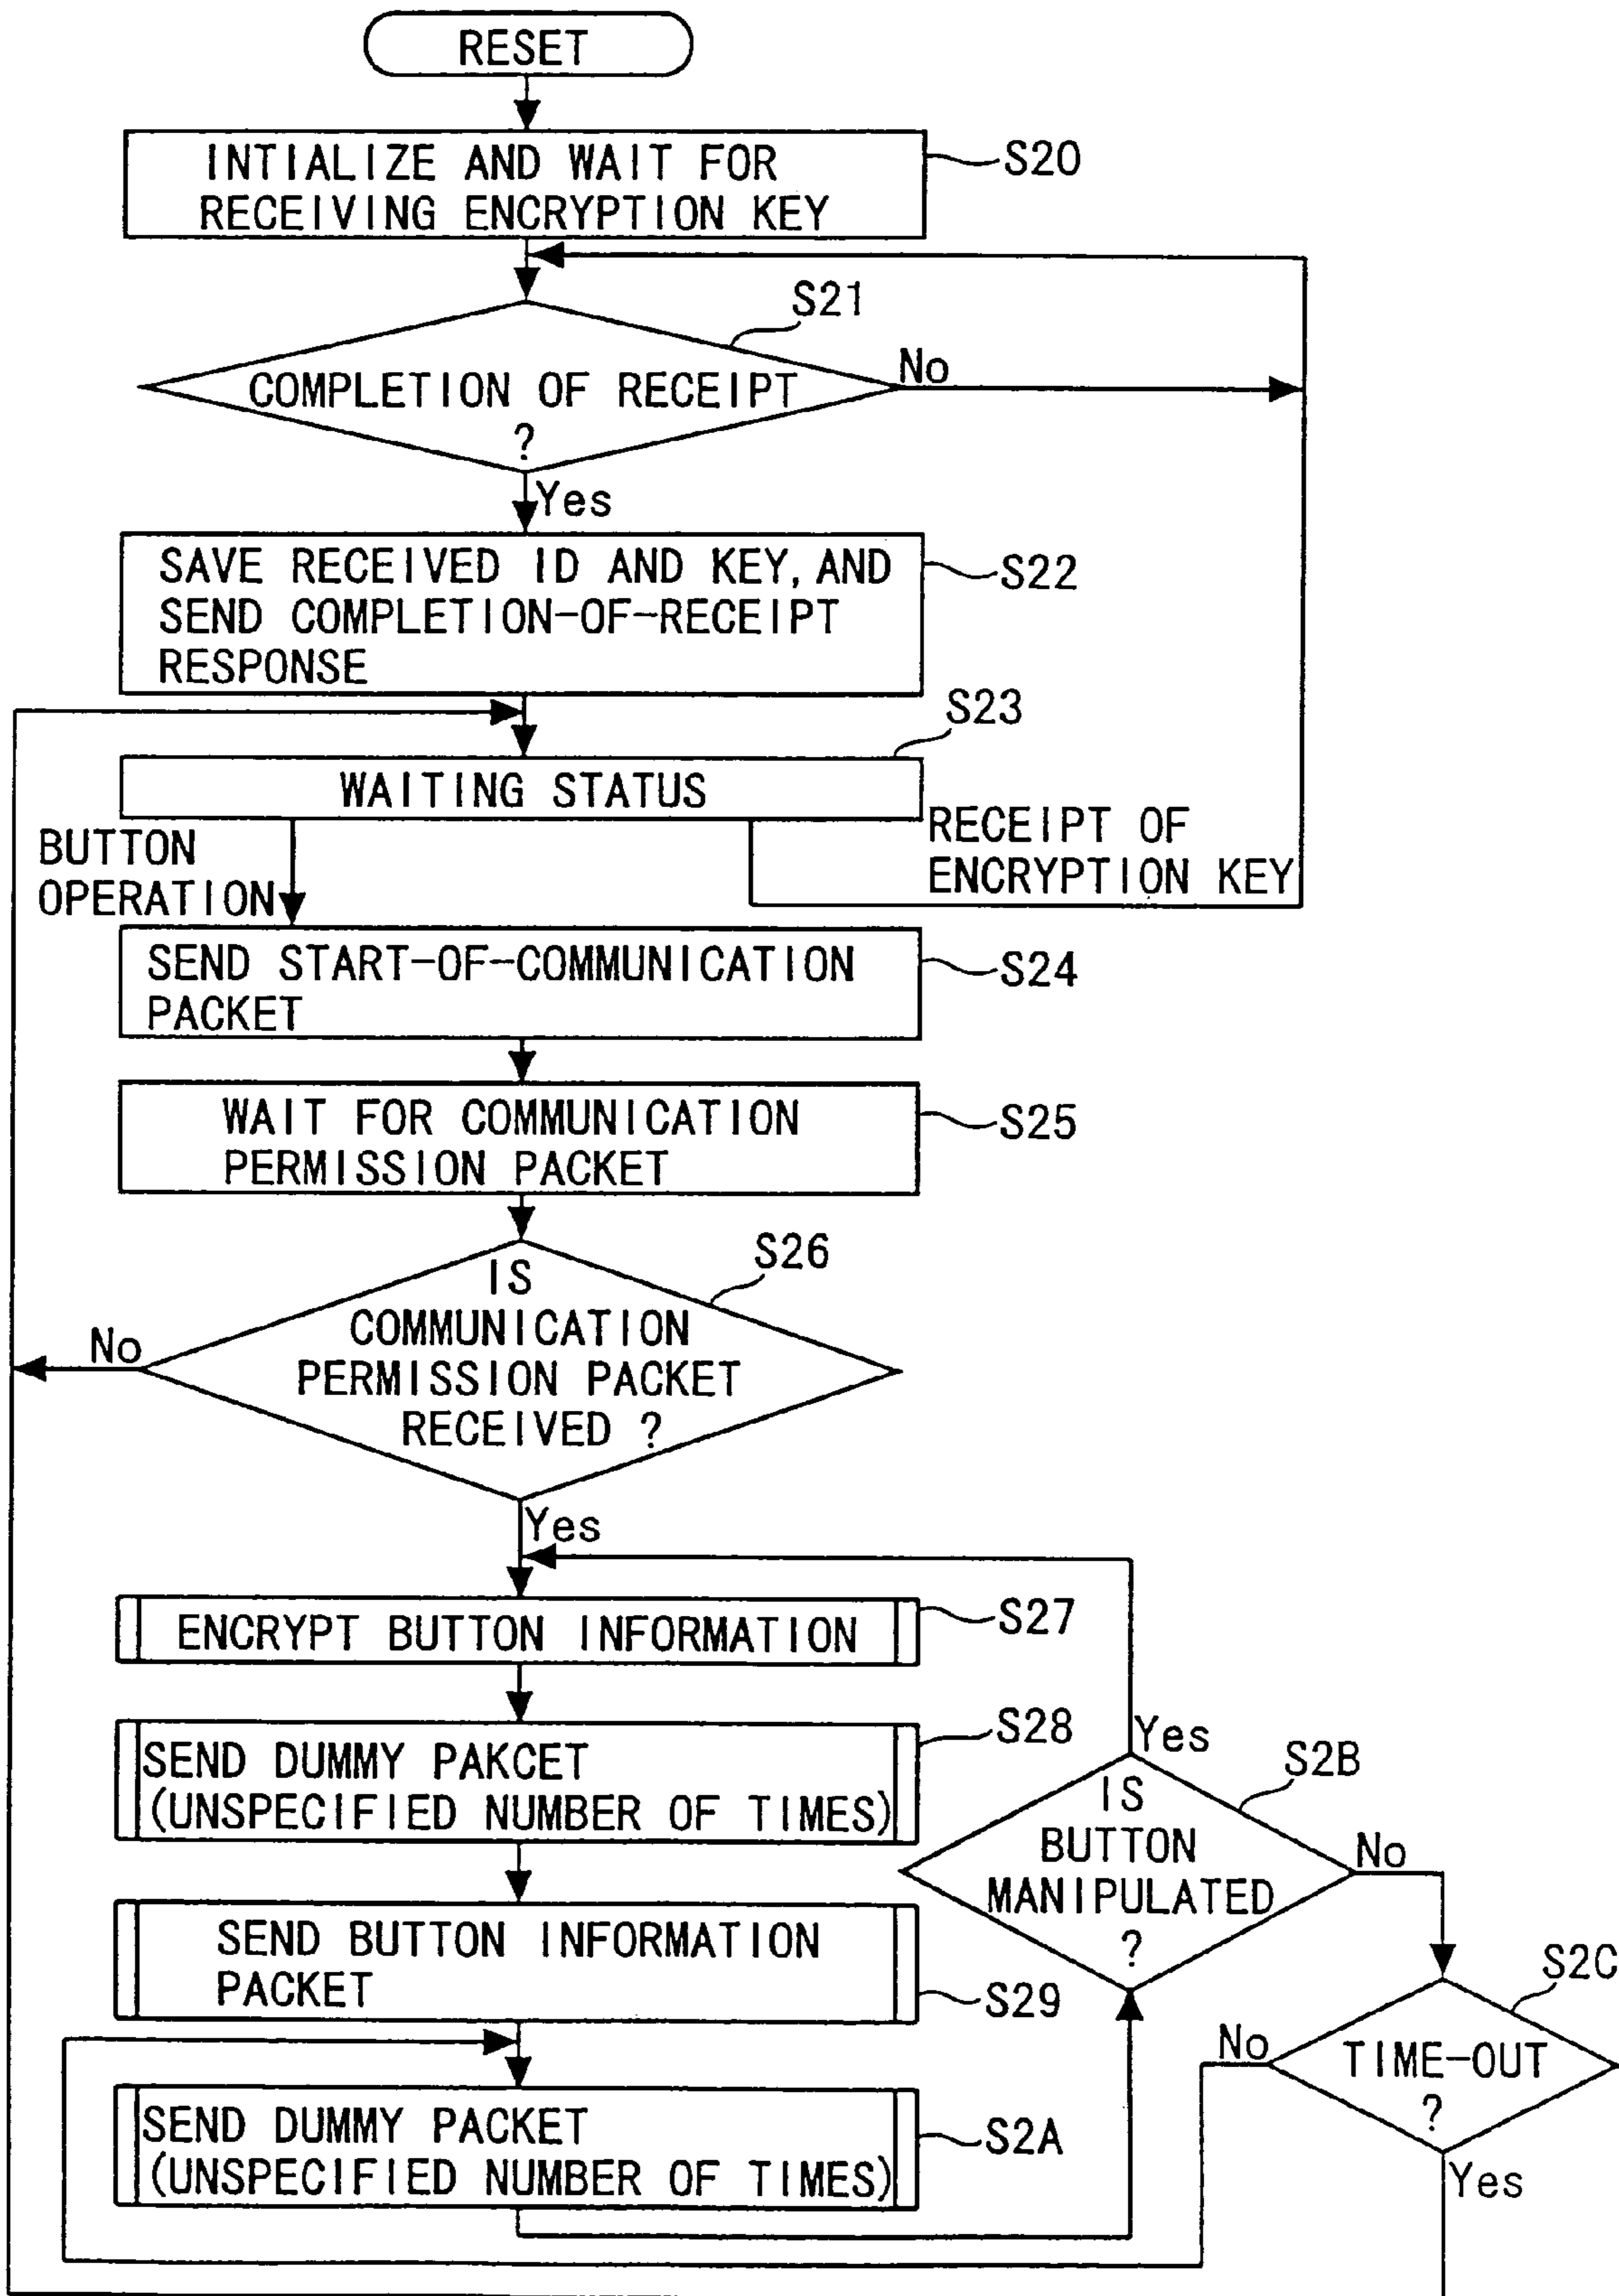 RESET
INTIALIZE AND WAIT FOR
RECEIVING ENCRYPTION KEY
S20
S21
COMPLETION OF RECEIPT
?
No
Yes
SAVE RECEIVED ID AND KEY, AND
SEND COMPLETION-OF-RECEIPT
RESPONSE
S22
S23
WAITING STATUS
BUTTON
OPERATION
RECEIPT OF
ENCRYPTION KEY
SEND START-OF-COMMUNICATION
PACKET
S24
WAIT FOR COMMUNICATION
PERMISSION PACKET
S25
S26
IS
COMMUNICATION
PERMISSION PACKET
RECEIVED ?
No
Yes
ENCRYPT BUTTON INFORMATION
S27
SEND DUMMY PAKCET
(UNSPECIFIED NUMBER OF TIMES)
S28
Yes
S2B
IS
BUTTON
MANIPULATED
?
No
SEND BUTTON INFORMATION
PACKET
S29
S2C
TIME-OUT
?
No
Yes
SEND DUMMY PACKET
(UNSPECIFIED NUMBER OF TIMES)
S2A